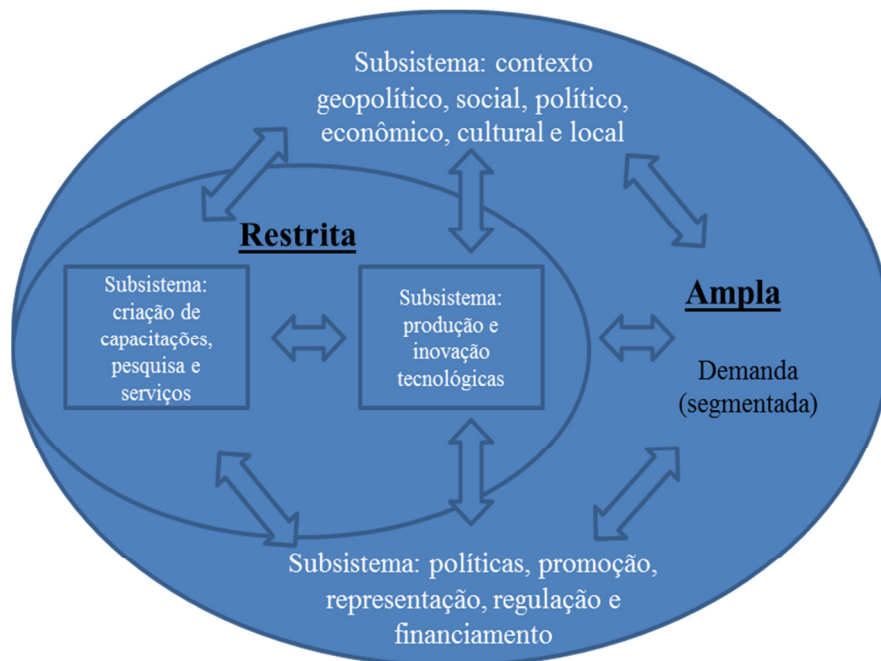 Subsistema: contexto
geopolítico, social, político,
econômico, cultural e local
Restrita
Subsistema:
criação de
capacitações,
pesquisa e
serviços
Subsistema:
produção e
inovação
tecnológicas
Ampla
Demanda
(segmentada)
Subsistema: políticas, promoção,
representação, regulação e
financiamento